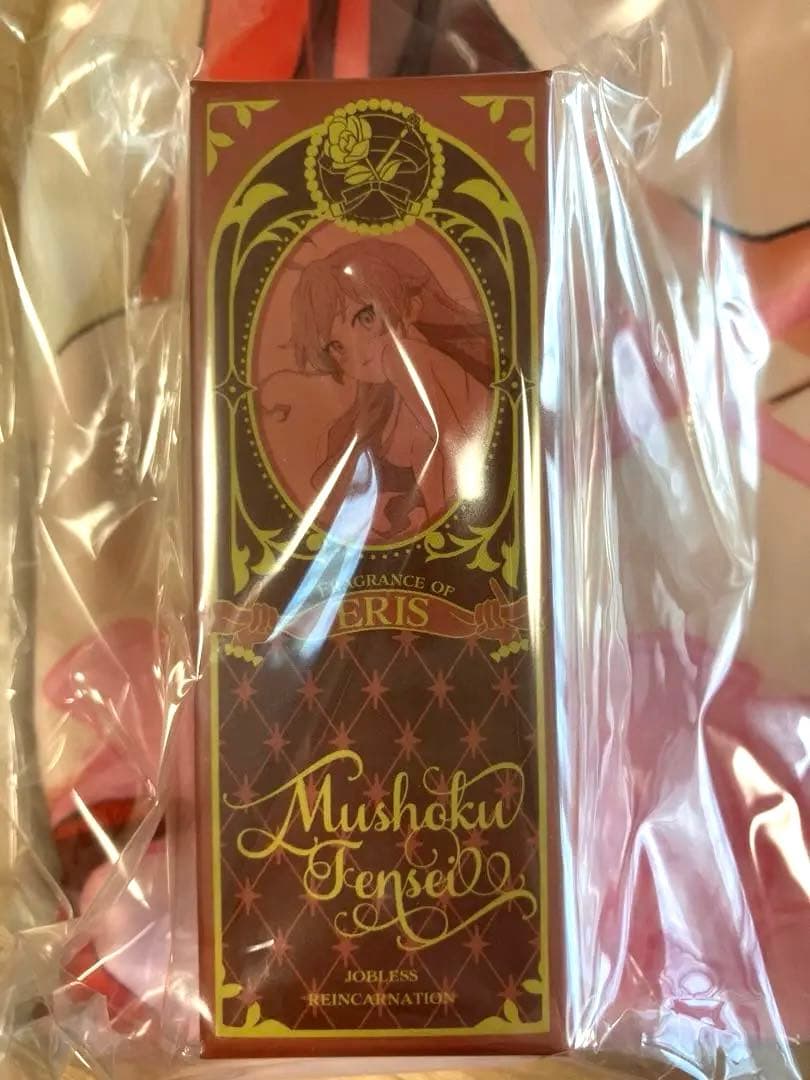 FRAGRANCE OF
ERIS
Mushoku
Tensei
JOBLESS
REINCARNATION